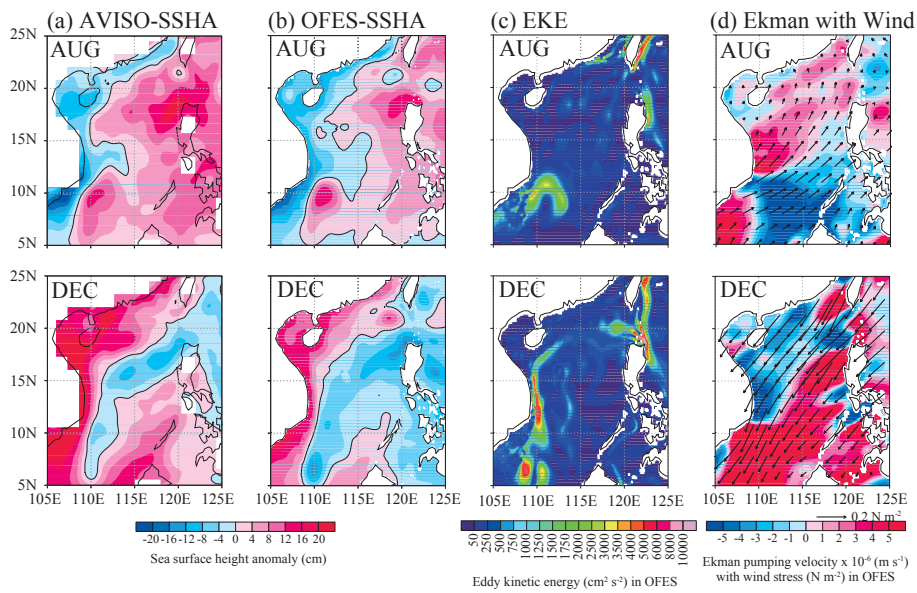 (a) AVISO-SSHA (b) OFES-SSHA (c) EKE (d) Ekman with Wind
25N AUG AUG AUG AUG
20N
15N
10N
5N
25N DEC DEC DEC DEC
20N
15N
10N
5N
105E 110E 115E 120E 125E 105E 110E 115E 120E 125E 105E 110E 115E 120E 125E 105E 110E 115E 120E 125E
0.2 N m-2
-20 -16 -12 -8 -4 0 4 8 12 16 20
Sea surface height anomaly (cm)
50 250 500 750 1000 1250 1500 2000 2500 3000 4000 5000 6000 8000 10000
Eddy kinetic energy (cm² s⁻²) in OFES
-5 -4 -3 -2 -1 0 1 2 3 4 5
Ekman pumping velocity x 10⁻⁶ (m s⁻¹)
with wind stress (N m⁻²) in OFES